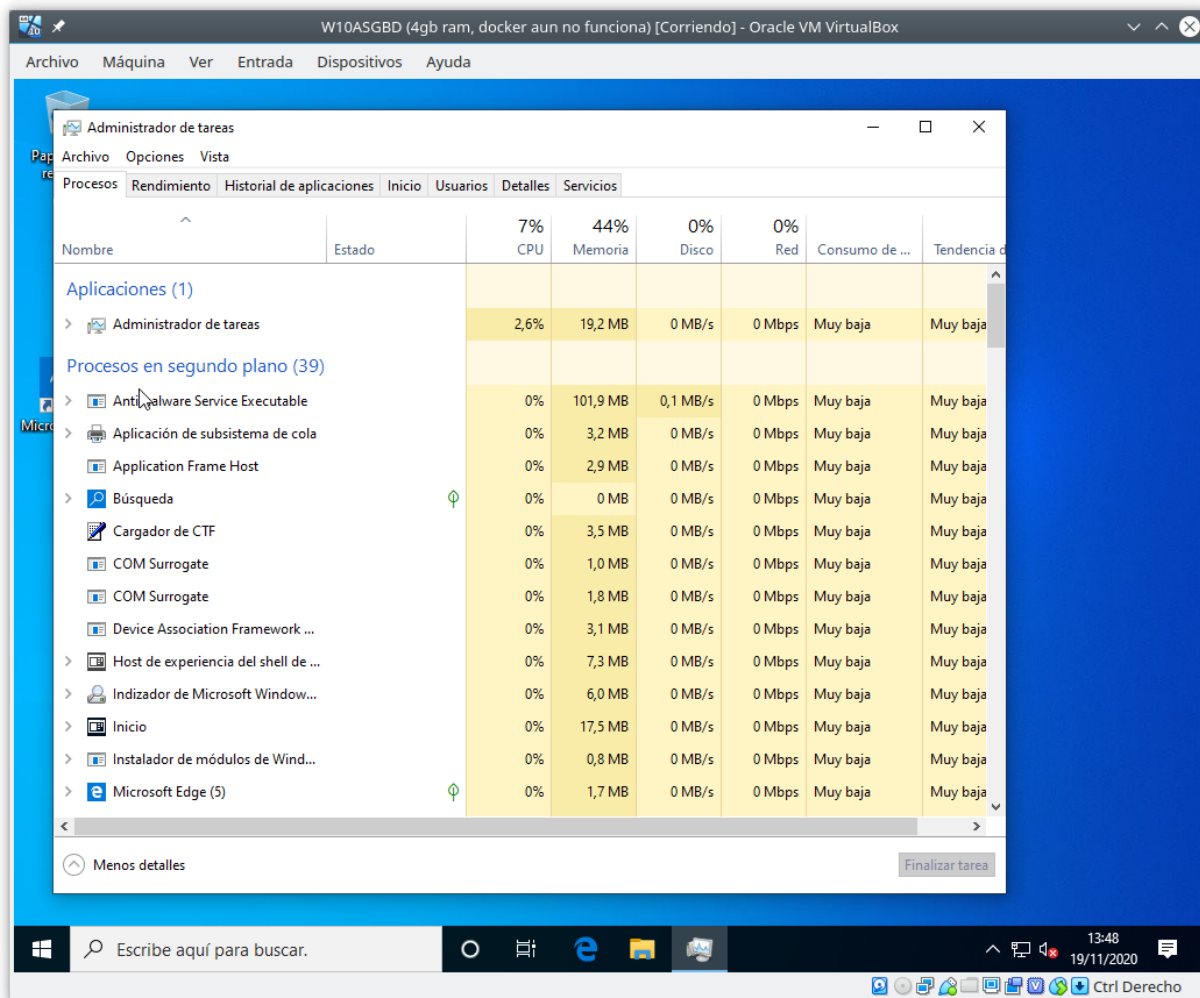 W10ASGBD (4gb ram, docker aun no funciona) [Corriendo] - Oracle VM VirtualBox
Archivo Máquina Ver Entrada Dispositivos Ayuda
Administrador de tareas
Archivo Opciones Vista
Procesos Rendimiento Historial de aplicaciones Inicio Usuarios Detalles Servicios
7% 44% 0% 0%
Nombre Estado CPU Memoria Disco Red Consumo de ... Tendencia d
Aplicaciones (1)
Administrador de tareas 2,6% 19,2 MB 0 MB/s 0 Mbps Muy baja Muy baja
Procesos en segundo plano (39)
Antimalware Service Executable 0% 101,9 MB 0,1 MB/s 0 Mbps Muy baja Muy baja
Aplicación de subsistema de cola 0% 3,2 MB 0 MB/s 0 Mbps Muy baja Muy baja
Application Frame Host 0% 2,9 MB 0 MB/s 0 Mbps Muy baja Muy baja
Búsqueda 0% 0 MB 0 MB/s 0 Mbps Muy baja Muy baja
Cargador de CTF 0% 3,5 MB 0 MB/s 0 Mbps Muy baja Muy baja
COM Surrogate 0% 1,0 MB 0 MB/s 0 Mbps Muy baja Muy baja
COM Surrogate 0% 1,8 MB 0 MB/s 0 Mbps Muy baja Muy baja
Device Association Framework ... 0% 3,1 MB 0 MB/s 0 Mbps Muy baja Muy baja
Host de experiencia del shell de ... 0% 7,3 MB 0 MB/s 0 Mbps Muy baja Muy baja
Indizador de Microsoft Window... 0% 6,0 MB 0 MB/s 0 Mbps Muy baja Muy baja
Inicio 0% 17,5 MB 0 MB/s 0 Mbps Muy baja Muy baja
Instalador de módulos de Wind... 0% 0,8 MB 0 MB/s 0 Mbps Muy baja Muy baja
Microsoft Edge (5) 0% 1,7 MB 0 MB/s 0 Mbps Muy baja Muy baja
Menos detalles Finalizar tarea
Pap
re
Micro
Escribe aquí para buscar.
13:48
19/11/2020
Ctrl Derecho